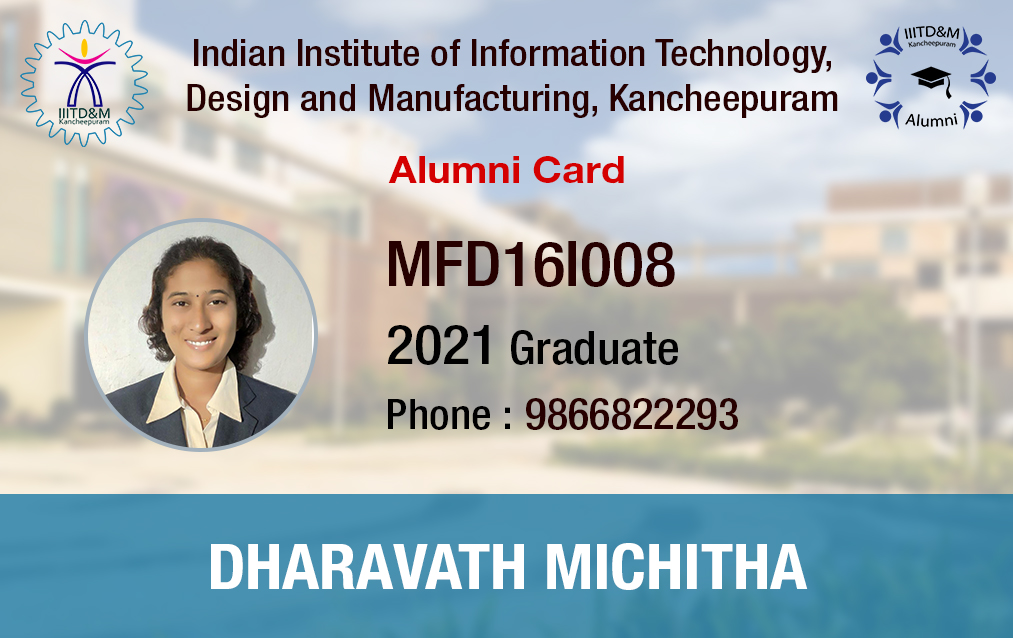 Indian Institute of Information Technology,
Design and Manufacturing, Kancheepuram
IIITD&M
Kancheepuram
IIITD&M
Kancheepuram
Alumni
Alumni Card
MFD16I008
2021 Graduate
Phone : 9866822293
DHARAVATH MICHITHA